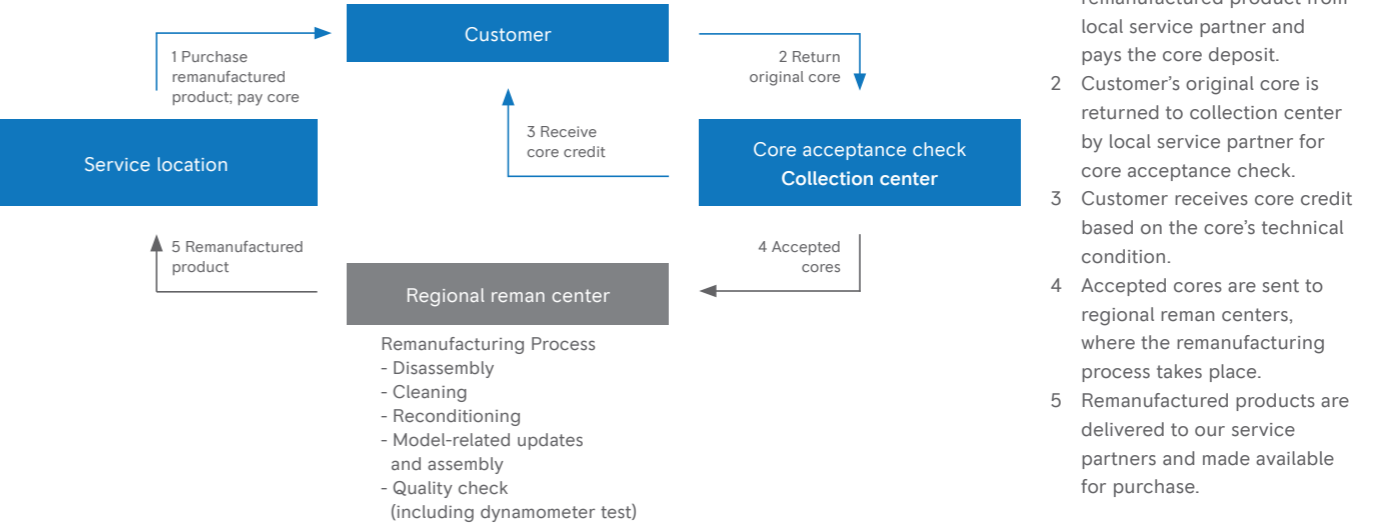 Customer
1 Purchase
remanufactured
product; pay core
2 Return
original core
3 Receive
core credit
Service location
Core acceptance check
Collection center
5 Remanufactured
product
4 Accepted
cores
Regional reman center
Remanufacturing Process
- Disassembly
- Cleaning
- Reconditioning
- Model-related updates
and assembly
- Quality check
(including dynamometer test)
remanufactured product from
local service partner and
pays the core deposit.
2 Customer’s original core is
returned to collection center
by local service partner for
core acceptance check.
3 Customer receives core credit
based on the core’s technical
condition.
4 Accepted cores are sent to
regional reman centers,
where the remanufacturing
process takes place.
5 Remanufactured products are
delivered to our service
partners and made available
for purchase.